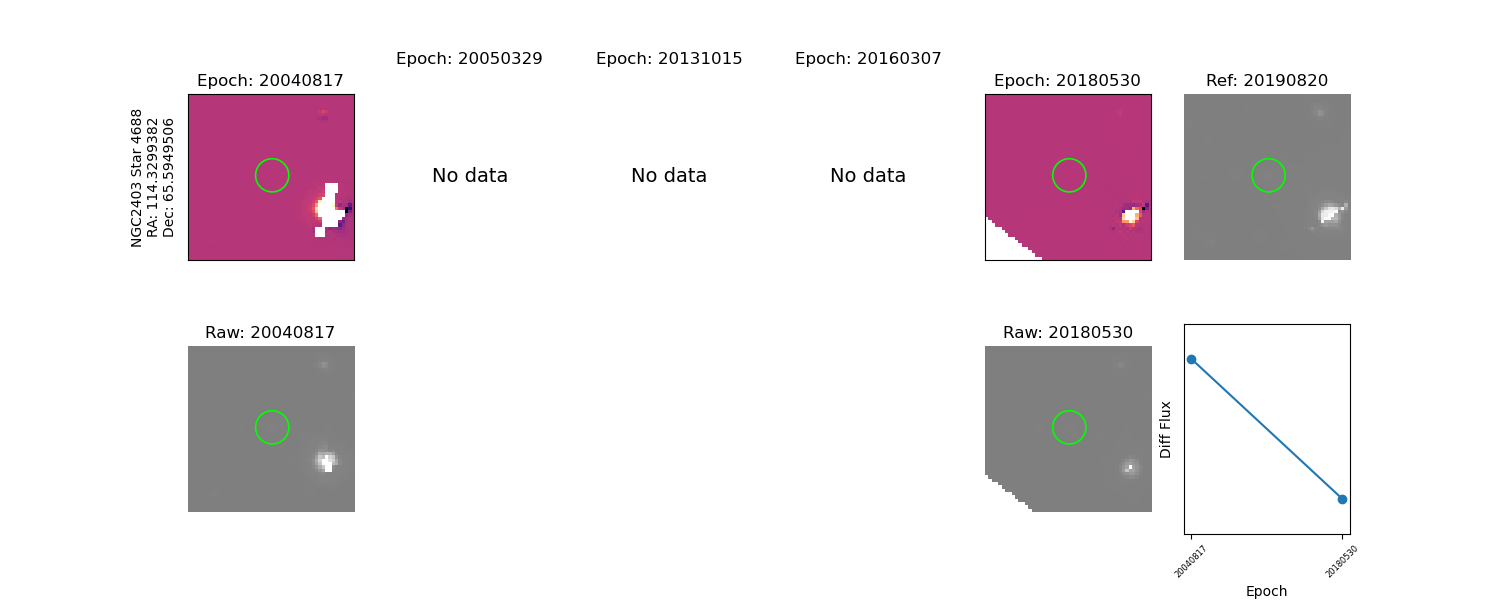 Epoch: 20040817
Epoch: 20050329
Epoch: 20131015
Epoch: 20160307
Epoch: 20180530
Ref: 20190820
NGC2403 Star 4688
RA: 114.3299382
Dec: 65.5949506
No data
No data
No data
Raw: 20040817
Raw: 20180530
Diff Flux
20040817
20180530
Epoch